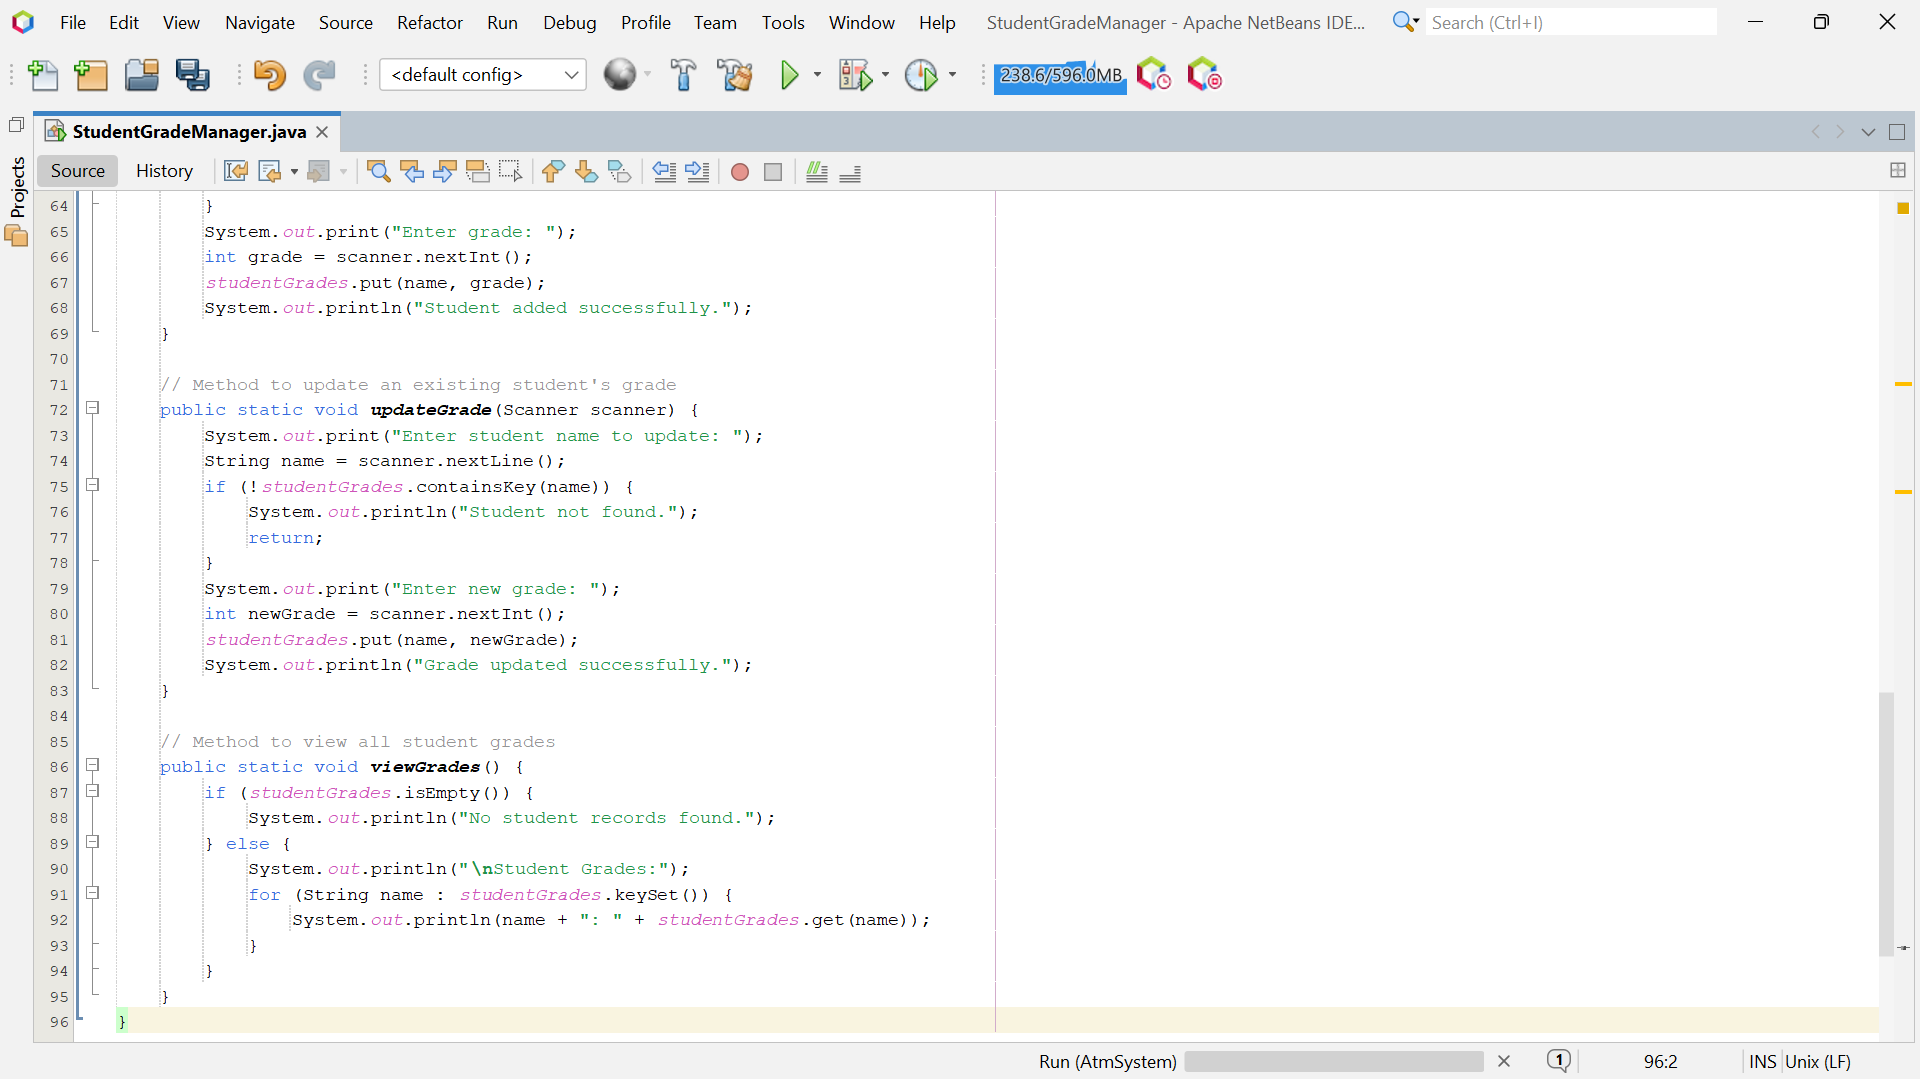 File Edit View Navigate Source Refactor Run Debug Profile Team Tools Window Help StudentGradeManager - Apache NetBeans IDE... Search (Ctrl+I)
<default config> 238.6/596.0MB
StudentGradeManager.java
Projects
Source History
64 }
65 System.out.print("Enter grade: ");
66 int grade = scanner.nextInt();
67 studentGrades.put(name, grade);
68 System.out.println("Student added successfully.");
69 }
70
71 // Method to update an existing student's grade
72 public static void updateGrade(Scanner scanner) {
73 System.out.print("Enter student name to update: ");
74 String name = scanner.nextLine();
75 if (!studentGrades.containsKey(name)) {
76 System.out.println("Student not found.");
77 return;
78 }
79 System.out.print("Enter new grade: ");
80 int newGrade = scanner.nextInt();
81 studentGrades.put(name, newGrade);
82 System.out.println("Grade updated successfully.");
83 }
84
85 // Method to view all student grades
86 public static void viewGrades() {
87 if (studentGrades.isEmpty()) {
88 System.out.println("No student records found.");
89 } else {
90 System.out.println("\nStudent Grades:");
91 for (String name : studentGrades.keySet()) {
92 System.out.println(name + ": " + studentGrades.get(name));
93 }
94 }
95 }
96 }
Run (AtmSystem) 1 96:2 INS Unix (LF)